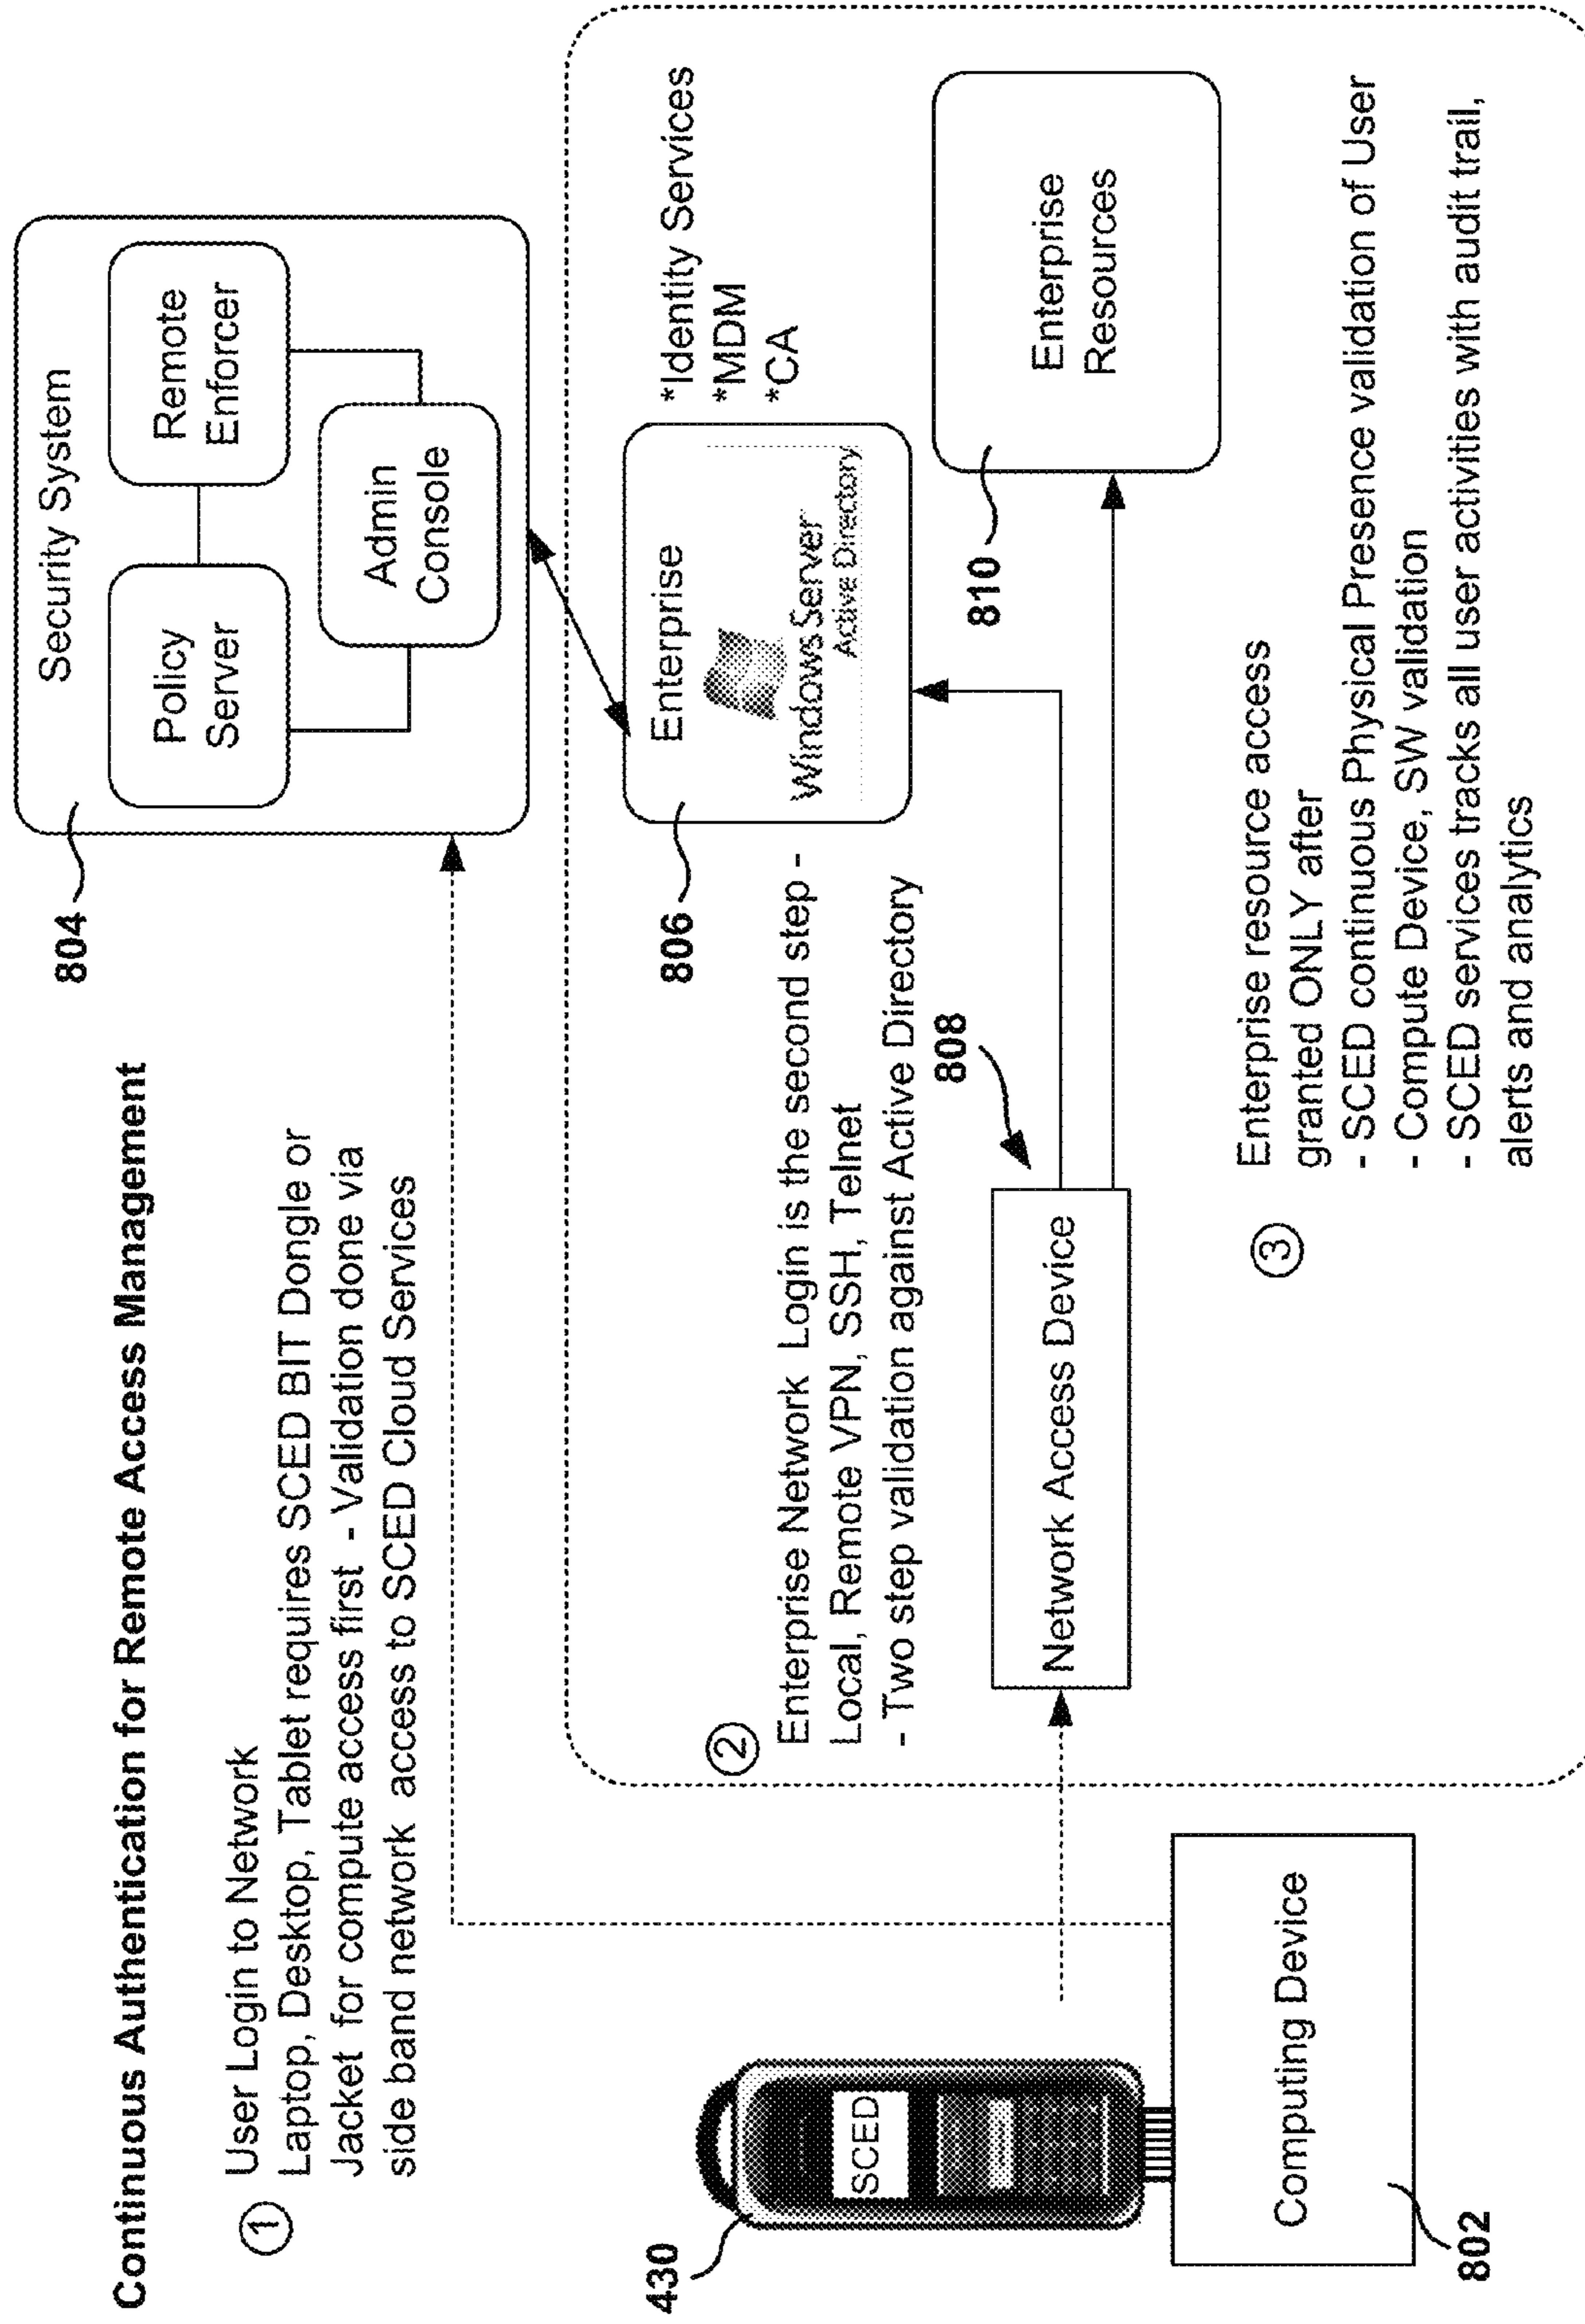 Continuous Authentication for Remote Access Management
1
User Login to Network
Laptop, Desktop, Tablet requires SCED BIT Dongle or
Jacket for compute access first - Validation done via
side band network access to SCED Cloud Services
804
Security System
Policy
Server
Remote
Enforcer
Admin
Console
2
Enterprise Network Login is the second step -
Local, Remote VPN, SSH, Telnet
- Two step validation against Active Directory
806
Enterprise
Windows Server
Active Directory
*Identity Services
*MDM
*CA
808
Network Access Device
810
Enterprise
Resources
430
SCED
Computing Device
802
3
Enterprise resource access
granted ONLY after
- SCED continuous Physical Presence validation of User
- Compute Device, SW validation
- SCED services tracks all user activities with audit trail,
alerts and analytics